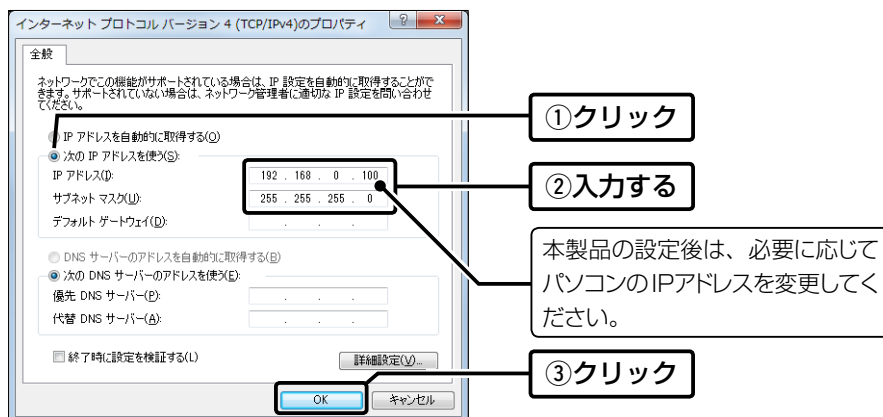 インターネット プロトコル バージョン 4 (TCP/IPv4)のプロパティ
全般
ネットワークでこの機能がサポートされている場合は、IP 設定を自動的に取得することがで
きます。サポートされていない場合は、ネットワーク管理者に適切な IP 設定を問い合わせ
てください。
IP アドレスを自動的に取得する(O)
次の IP アドレスを使う(S):
IP アドレス(I):
192 . 168 . 0 . 100
サブネット マスク(U):
255 . 255 . 255 . 0
デフォルト ゲートウェイ(D):
. . .
DNS サーバーのアドレスを自動的に取得する(B)
次の DNS サーバーのアドレスを使う(E):
優先 DNS サーバー(P):
. . .
代替 DNS サーバー(A):
. . .
終了時に設定を検証する(L)
詳細設定(V)...
OK
キャンセル
①クリック
②入力する
本製品の設定後は、必要に応じて
パソコンのIPアドレスを変更してく
ださい。
③クリック